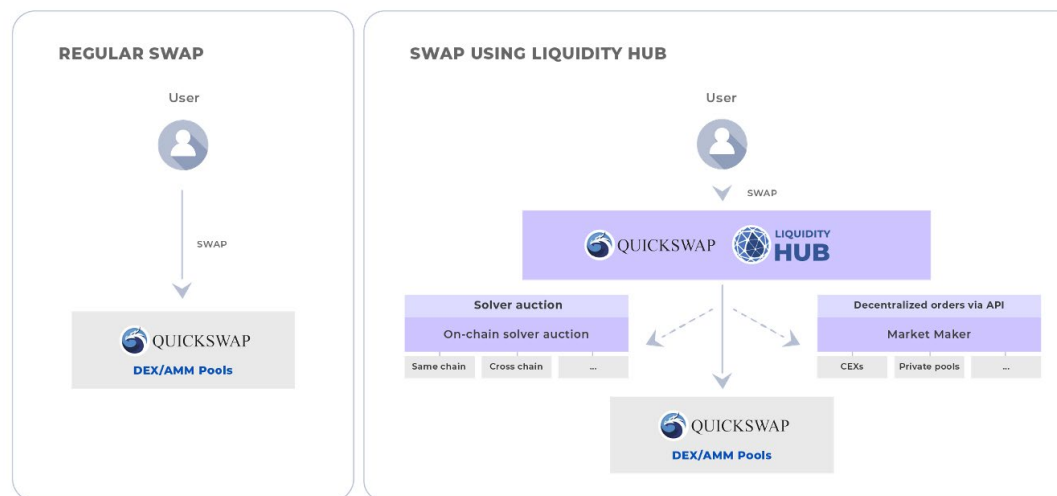 REGULAR SWAP
User
SWAP
QUICKSWAP
DEX/AMM Pools
SWAP USING LIQUIDITY HUB
User
SWAP
QUICKSWAP
LIQUIDITY
HUB
Solver auction
On-chain solver auction
Same chain
Cross chain
...
Decentralized orders via API
Market Maker
CEXs
Private pools
...
QUICKSWAP
DEX/AMM Pools